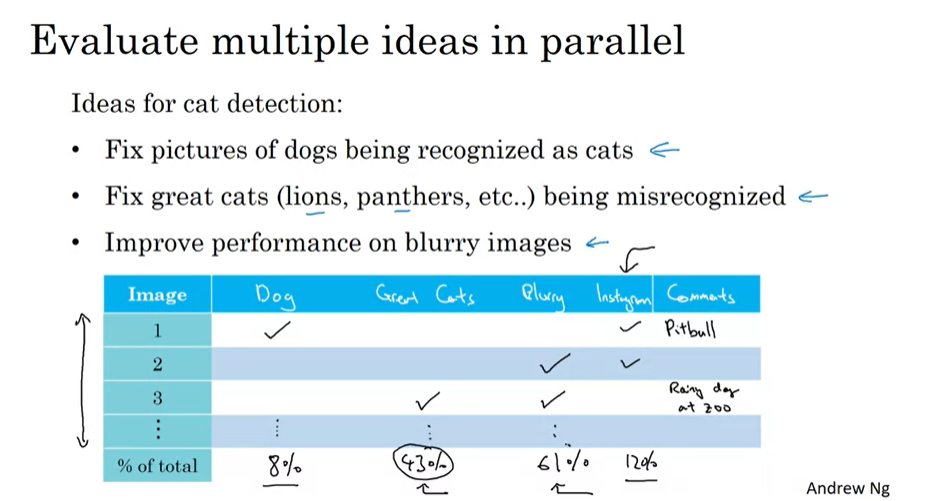 Evaluate multiple ideas in parallel
Ideas for cat detection:
• Fix pictures of dogs being recognized as cats
• Fix great cats (lions, panthers, etc..) being misrecognized
• Improve performance on blurry images
Image Dog Great Cats Blurry Instagram Comments
1 ✓ ✓ Pitbull
2 ✓ ✓
3 ✓ ✓ Rainy day at zoo
⋮ ⋮ ⋮ ⋮
% of total 8% 43% 61% 12%
Andrew Ng